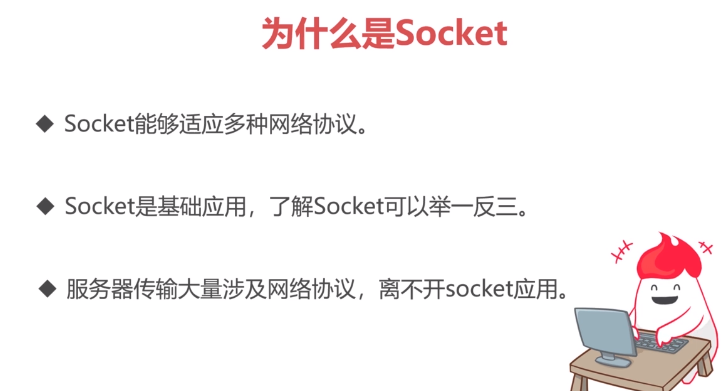 为什么是Socket
Socket能够适应多种网络协议。
Socket是基础应用，了解Socket可以举一反三。
服务器传输大量涉及网络协议，离不开socket应用。